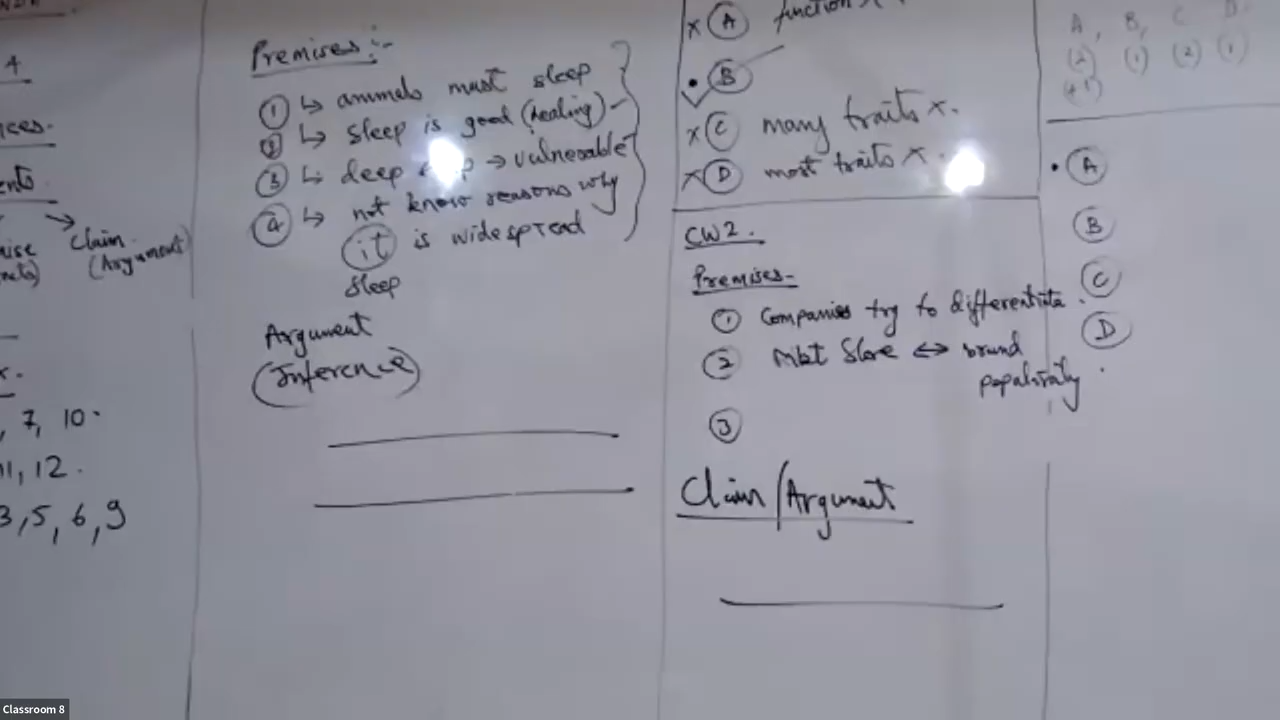 4
Claim
(Argument)
7, 10.
11, 12.
3, 5, 6, 9
Premises :-
① ↳ animals must sleep
② ↳ sleep is good (healing)
③ ↳ deep → vulnerable
④ ↳ not know reasons why
it is widespread
sleep
Argument
(Inference)
x A function x
B
x C many traits x.
x D most traits x.
CW2.
Premises-
① Companies try to differentiate.
② Mkt Share ↔ brand
popularity.
③
Claim / Argument
A, B, C D.
(2) (1) (2) (1)
A
B
C
D
Classroom 8